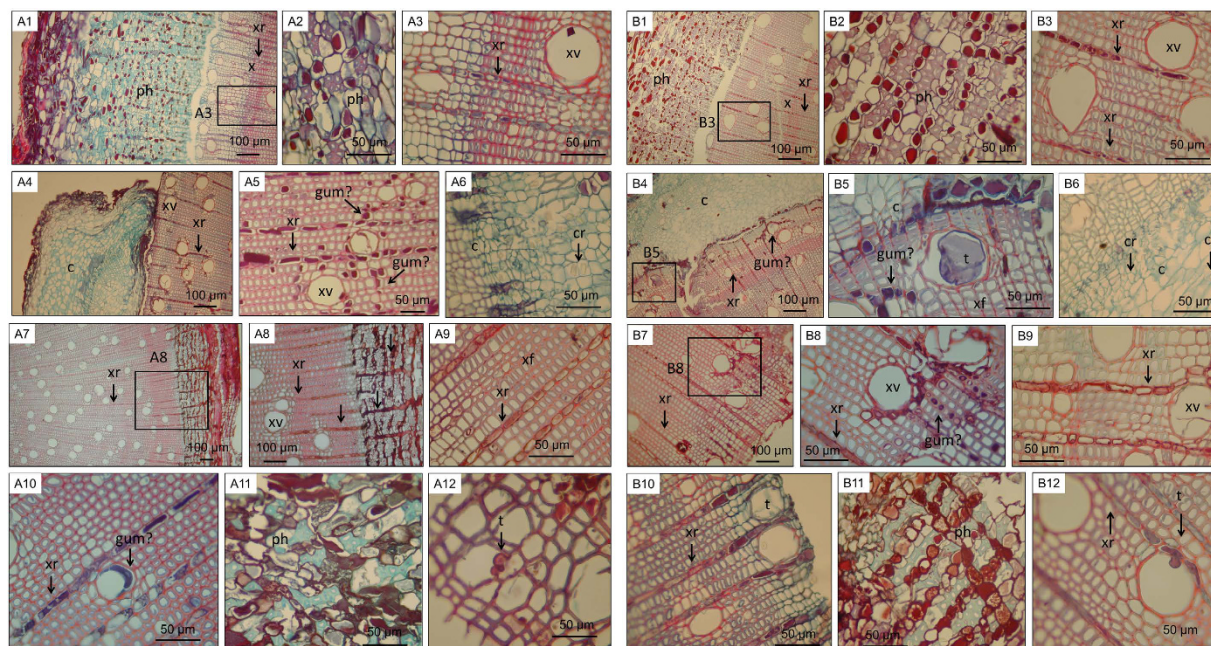 A1
xr
x
ph
A3
100 µm
A2
ph
50 µm
A3
xr
xv
50 µm
B1
ph
xr
x
B3
100 µm
B2
ph
50 µm
B3
xr
xv
xr
50 µm
A4
xv
xr
c
100 µm
A5
gum?
xr
gum?
xv
50 µm
A6
c
cr
50 µm
B4
c
B5
gum?
xr
100 µm
B5
c
gum?
t
xf
50 µm
B6
cr
c
50 µm
A7
A8
xr
100 µm
A8
xr
xv
100 µm
A9
xf
xr
50 µm
B7
B8
xr
100 µm
B8
xv
xr
gum?
50 µm
B9
xr
xv
50 µm
A10
gum?
xr
50 µm
A11
ph
50 µm
A12
t
50 µm
B10
t
xr
50 µm
B11
ph
50 µm
B12
t
xr
50 µm